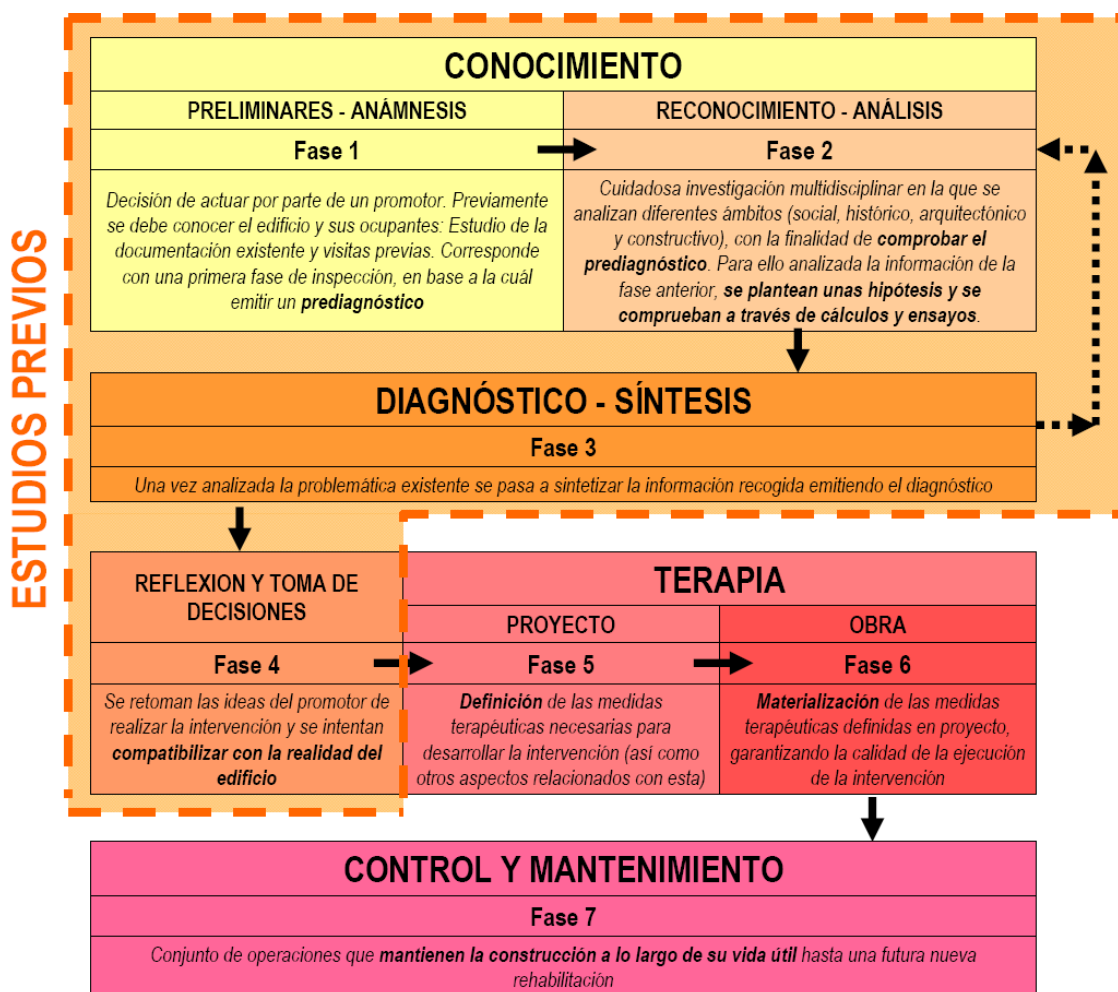 ESTUDIOS PREVIOS
CONOCIMIENTO
PRELIMINARES - ANÁMNESIS
Fase 1
Decisión de actuar por parte de un promotor. Previamente
se debe conocer el edificio y sus ocupantes: Estudio de la
documentación existente y visitas previas. Corresponde
con una primera fase de inspección, en base a la cuál
emitir un prediagnóstico
RECONOCIMIENTO - ANÁLISIS
Fase 2
Cuidadosa investigación multidisciplinar en la que se
analizan diferentes ámbitos (social, histórico, arquitectónico
y constructivo), con la finalidad de comprobar el
prediagnóstico. Para ello analizada la información de la
fase anterior, se plantean unas hipótesis y se
comprueban a través de cálculos y ensayos.
DIAGNÓSTICO - SÍNTESIS
Fase 3
Una vez analizada la problemática existente se pasa a sintetizar la información recogida emitiendo el diagnóstico
REFLEXION Y TOMA DE
DECISIONES
Fase 4
Se retoman las ideas del promotor de
realizar la intervención y se intentan
compatibilizar con la realidad del
edificio
TERAPIA
PROYECTO
Fase 5
Definición de las medidas
terapéuticas necesarias para
desarrollar la intervención (así como
otros aspectos relacionados con esta)
OBRA
Fase 6
Materialización de las medidas
terapéuticas definidas en proyecto,
garantizando la calidad de la ejecución
de la intervención
CONTROL Y MANTENIMIENTO
Fase 7
Conjunto de operaciones que mantienen la construcción a lo largo de su vida útil hasta una futura nueva
rehabilitación